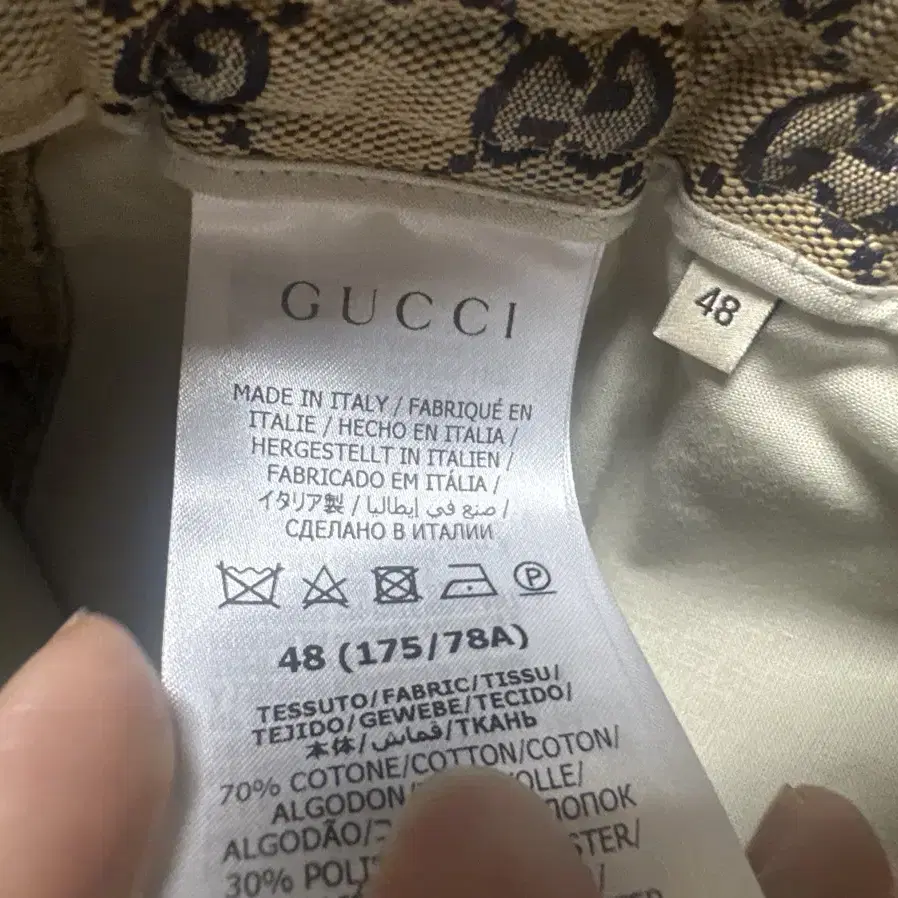 GUCCI
48
MADE IN ITALY / FABRIQUÉ EN
ITALIE / HECHO EN ITALIA /
HERGESTELLT IN ITALIEN /
FABRICADO EM ITÁLIA /
イタリア製 / صنع في إيطاليا /
СДЕЛАНО В ИТАЛИИ
P
48 (175/78A)
TESSUTO/FABRIC/TISSU/
TEJIDO/GEWEBE/TECIDO/
本体/قماش/ТКАНЬ
70% COTONE/COTTON/COTON/
ALGODON
ALGODÃO/
30%